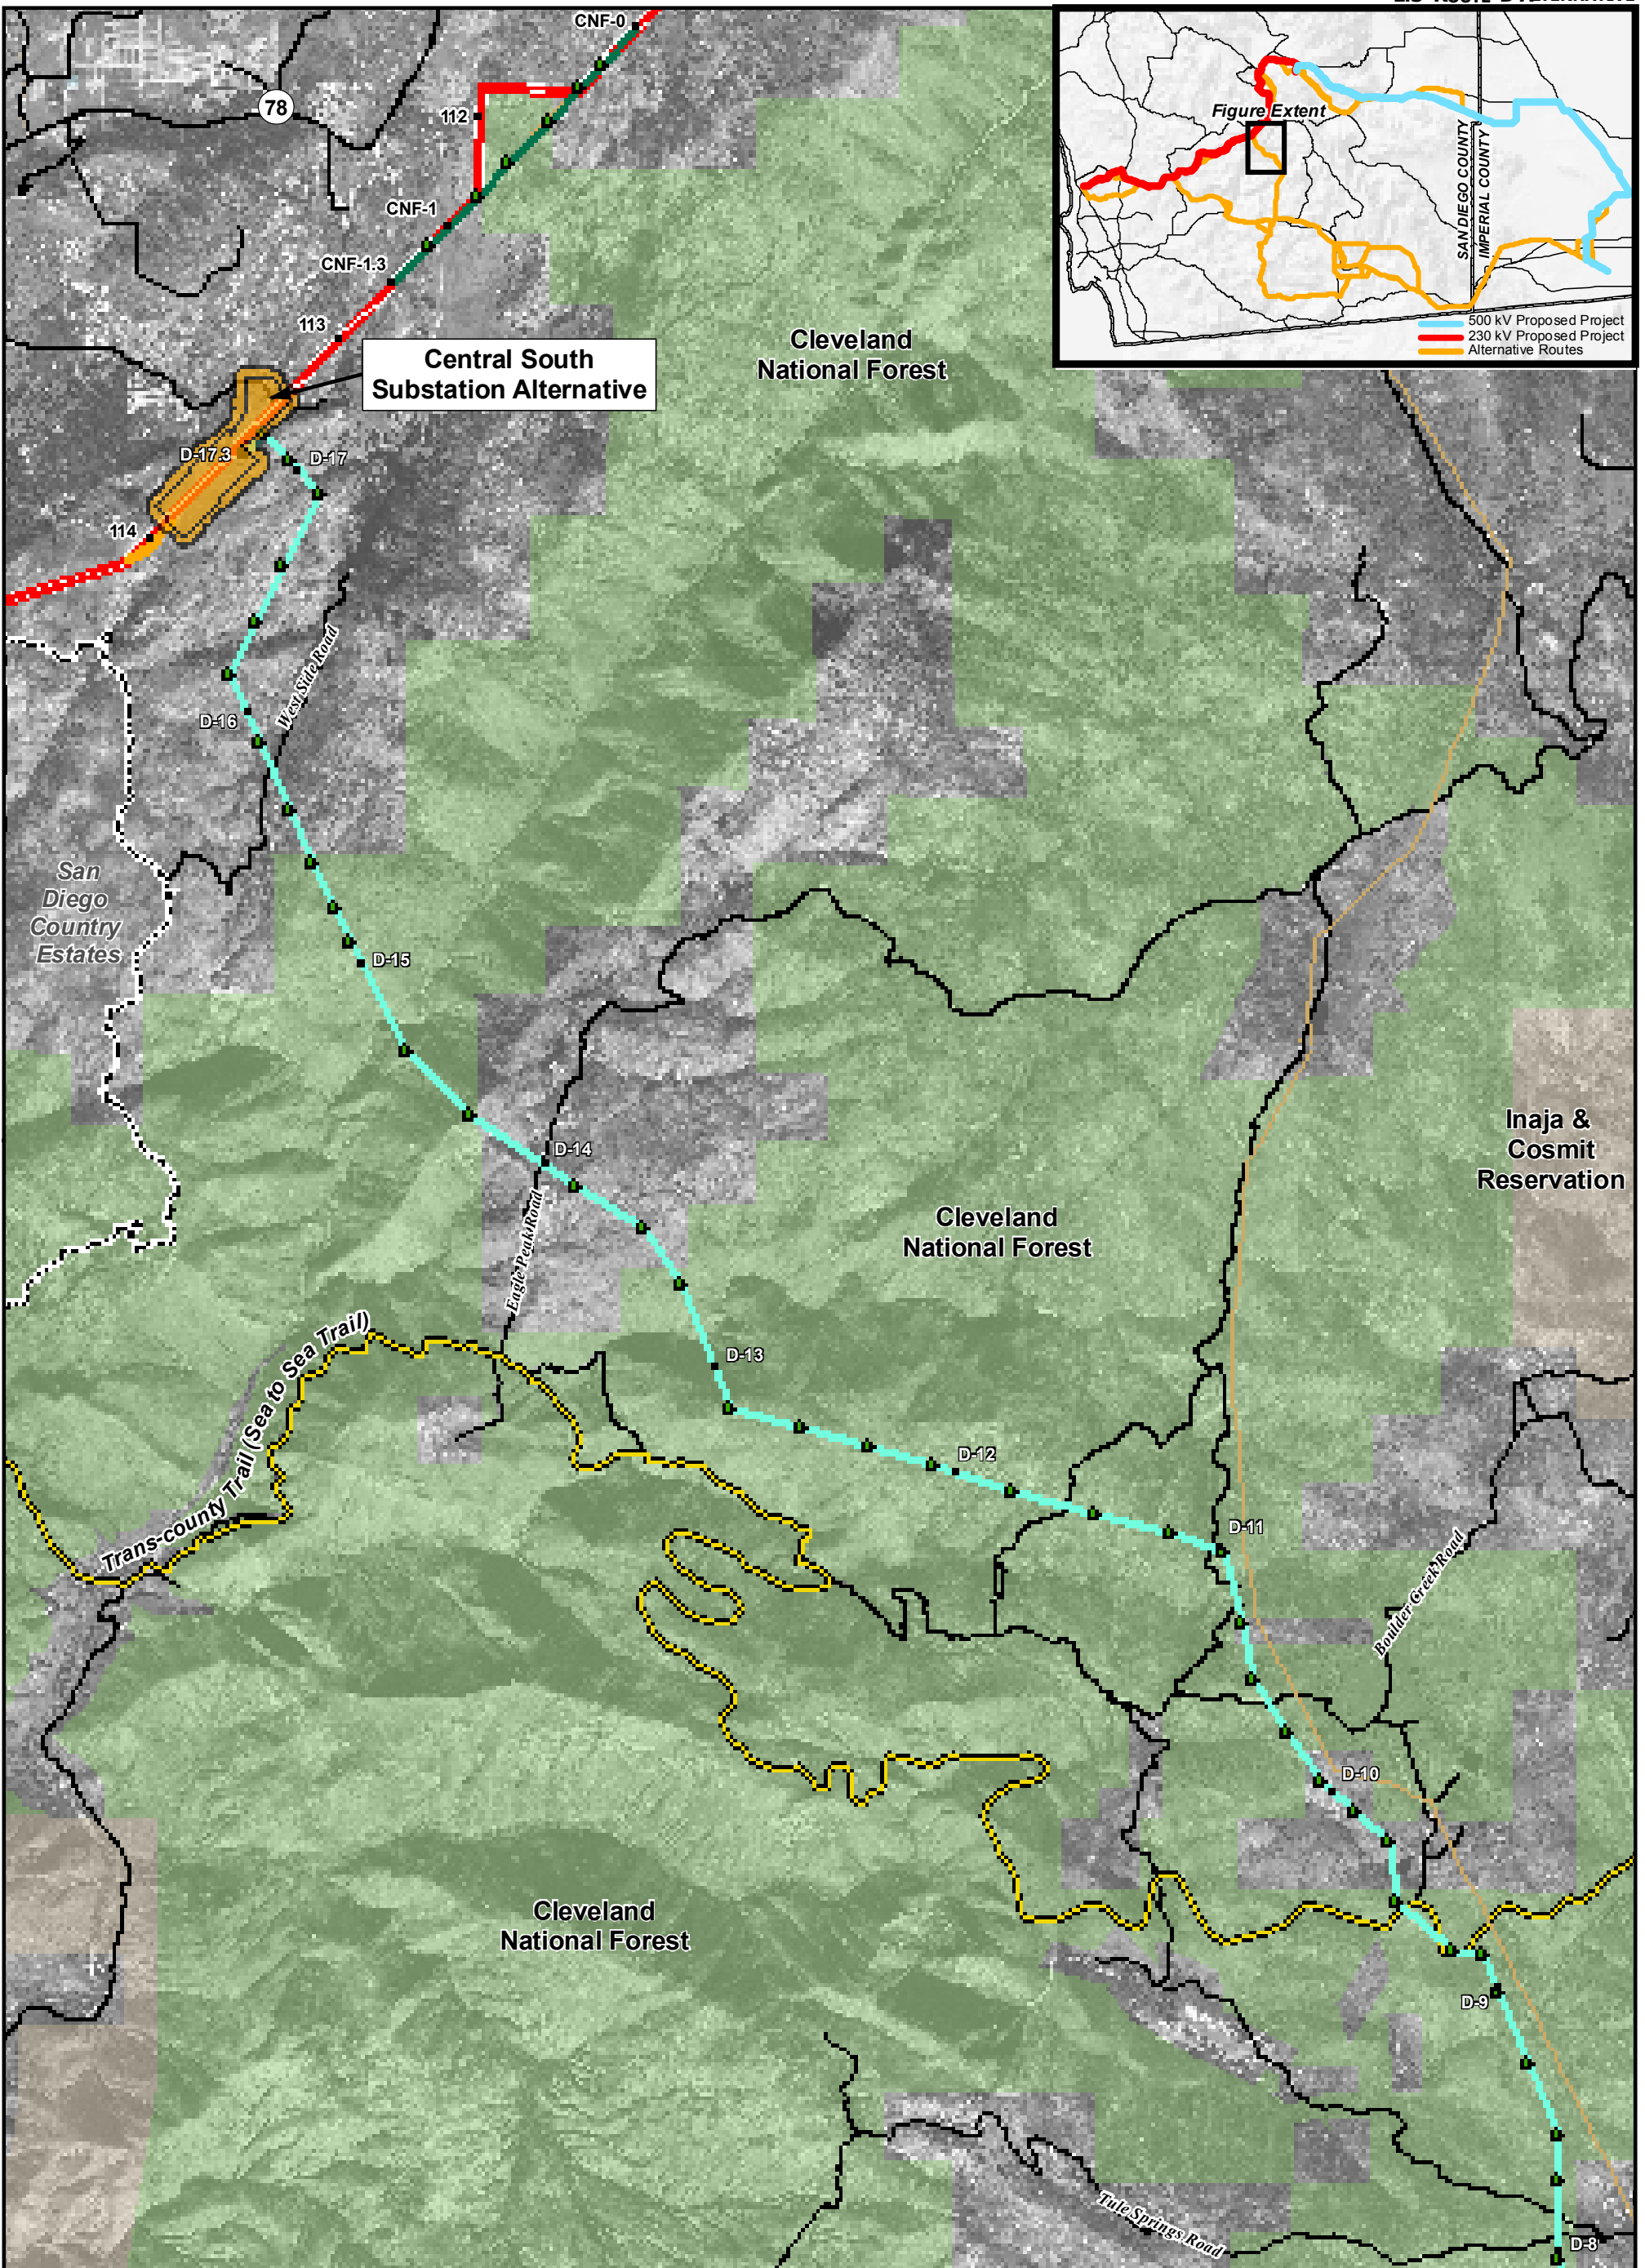 CNF-0
78
112
CNF-1
CNF-1.3
113
Central South
Substation Alternative
D-17.3
D-17
114
Figure Extent
SAN DIEGO COUNTY
IMPERIAL COUNTY
500 kV Proposed Project
230 kV Proposed Project
Alternative Routes
Cleveland
National Forest
West Side Road
D-16
San
Diego
Country
Estates
D-15
D-14
Eagle Peak Road
Inaja &
Cosmit
Reservation
Cleveland
National Forest
D-13
Trans-county Trail (Sea to Sea Trail)
D-12
D-11
Boulder Creek Road
D-10
Cleveland
National Forest
D-9
Tule Springs Road
D-8